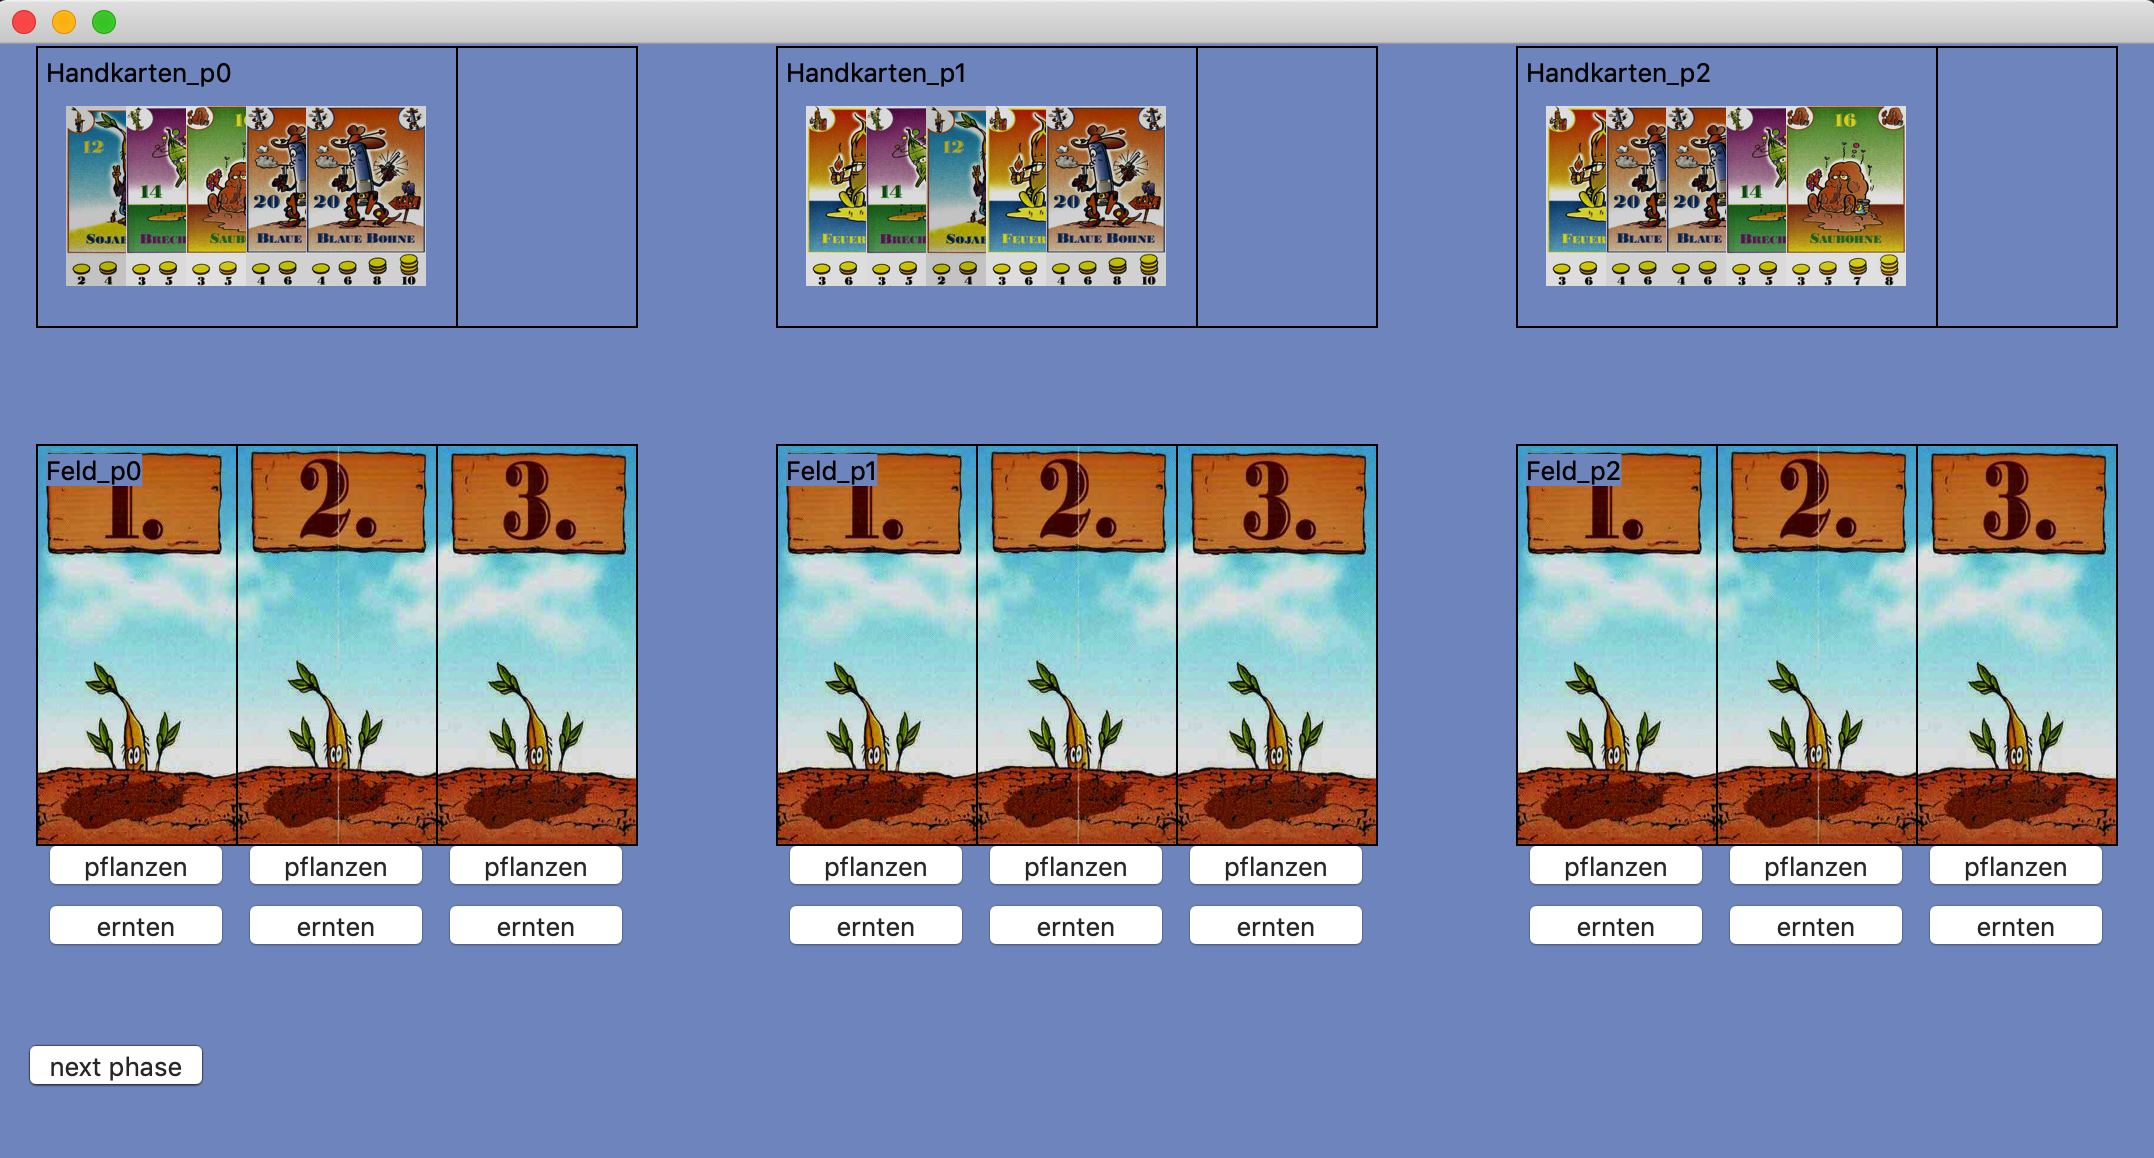 Handkarten_p0
12 14 16 20 20
SOJAB BRECH SAUB BLAUE BLAUE BOHNE
2 4 3 5 3 5 4 6 4 6 8 10
Handkarten_p1
14 12 20
FEUER BRECH SOJAB FEUER BLAUE BOHNE
3 6 3 5 2 4 3 6 4 6 8 10
Handkarten_p2
20 20 14 16
FEUER BLAUE BLAUE BRECH SAUBOHNE
3 6 4 6 4 6 3 5 3 5 7 8
Feld_p0
1. 2. 3.
pflanzen pflanzen pflanzen
ernten ernten ernten
Feld_p1
1. 2. 3.
pflanzen pflanzen pflanzen
ernten ernten ernten
Feld_p2
1. 2. 3.
pflanzen pflanzen pflanzen
ernten ernten ernten
next phase